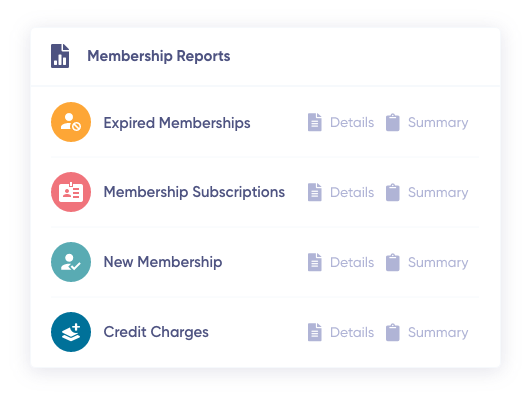 Membership Reports
Expired Memberships Details Summary
Membership Subscriptions Details Summary
New Membership Details Summary
Credit Charges Details Summary